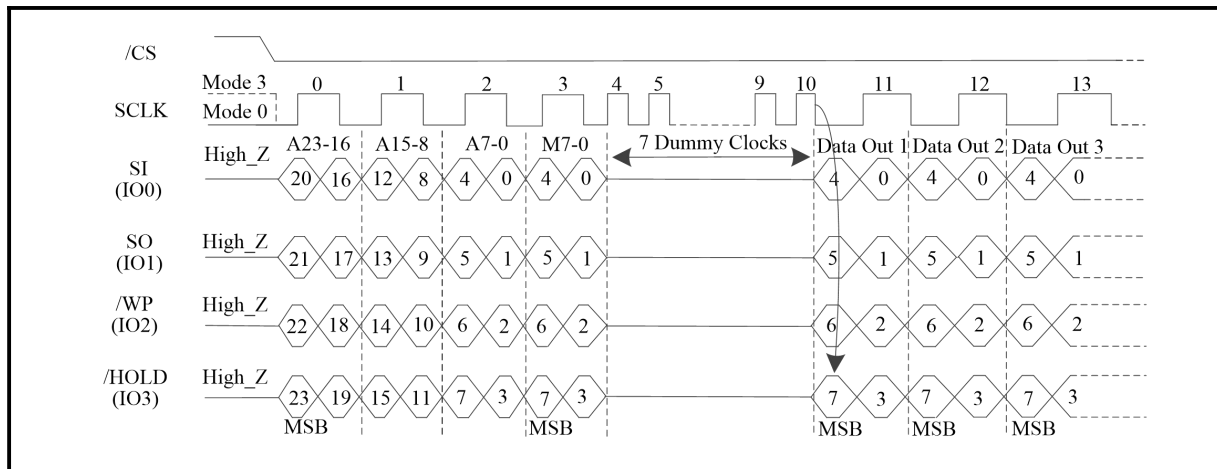 /CS
Mode 3 0 1 2 3 4 5 9 10 11 12 13
SCLK Mode 0
A23-16 A15-8 A7-0 M7-0 7 Dummy Clocks Data Out 1 Data Out 2 Data Out 3
SI High_Z
(IO0) 20 16 12 8 4 0 4 0 4 0 4 0 4 0
SO High_Z
(IO1) 21 17 13 9 5 1 5 1 5 1 5 1 5 1
/WP High_Z
(IO2) 22 18 14 10 6 2 6 2 6 2 6 2 6 2
/HOLD High_Z
(IO3) 23 19 15 11 7 3 7 3 7 3 7 3 7 3
MSB MSB MSB MSB MSB